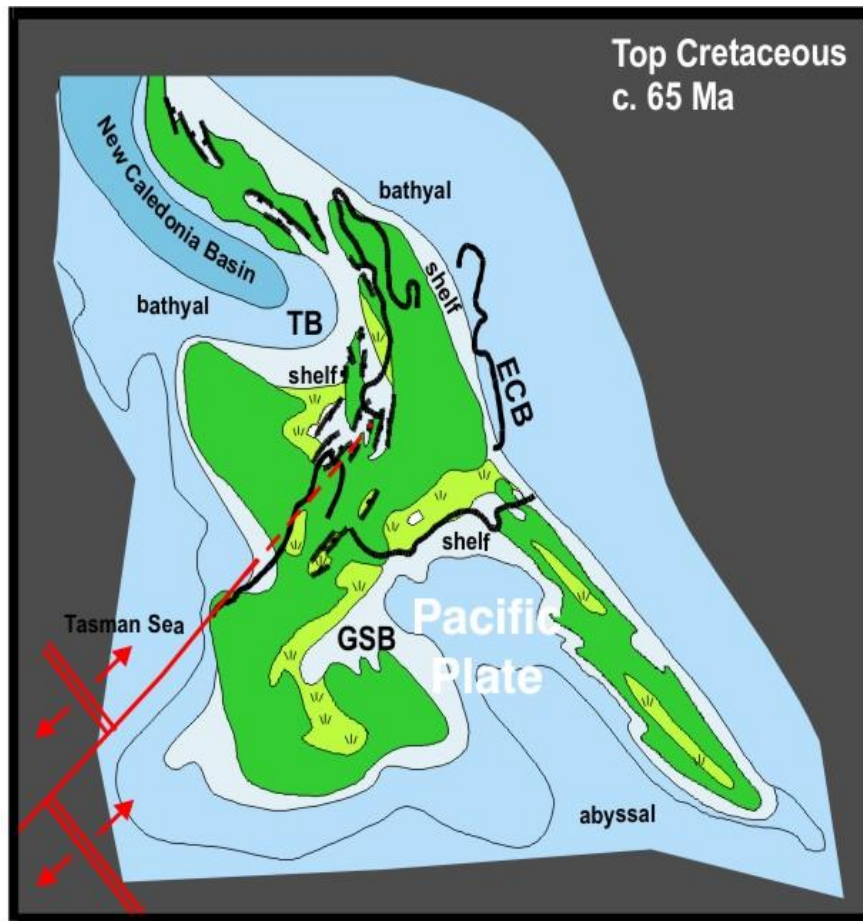 Top Cretaceous
c. 65 Ma
New Caledonia Basin
bathyal
bathyal
shelf
TB
ECB
shelf
shelf
Tasman Sea
GSB
Pacific
Plate
abyssal